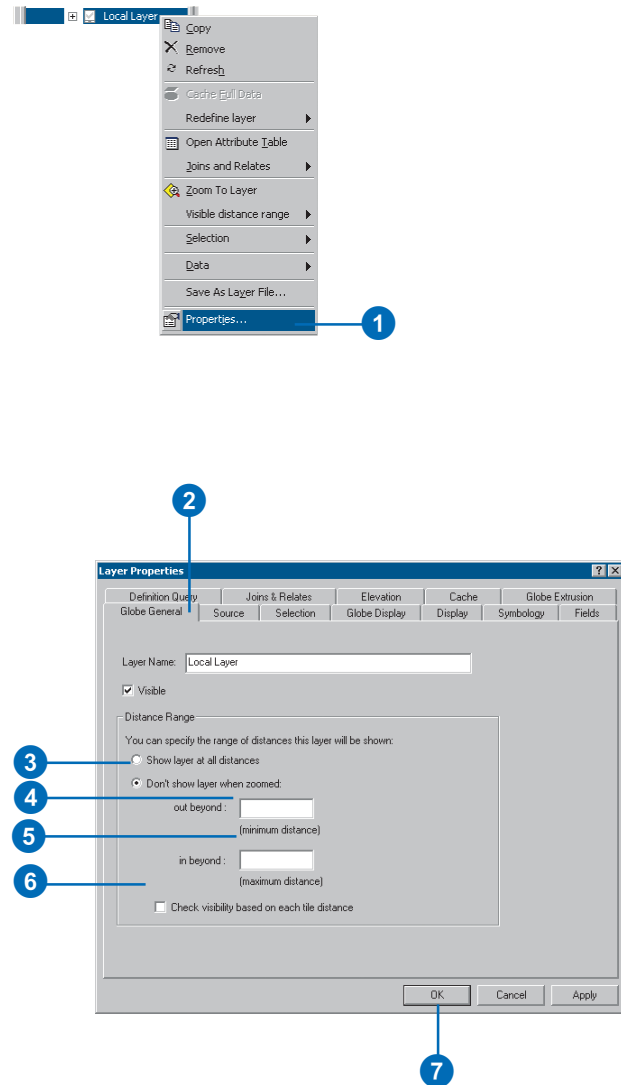 Local Layer
Copy
Remove
Refresh
Cache Full Data
Redefine layer
Open Attribute Table
Joins and Relates
Zoom To Layer
Visible distance range
Selection
Data
Save As Layer File...
Properties...
1
2
Layer Properties
Definition Query Joins & Relates Elevation Cache Globe Extrusion
Globe General Source Selection Globe Display Display Symbology Fields
Layer Name: Local Layer
Visible
Distance Range
You can specify the range of distances this layer will be shown:
3 Show layer at all distances
4 Don't show layer when zoomed:
out beyond :
5 (minimum distance)
in beyond :
6 (maximum distance)
Check visibility based on each tile distance
OK Cancel Apply
7